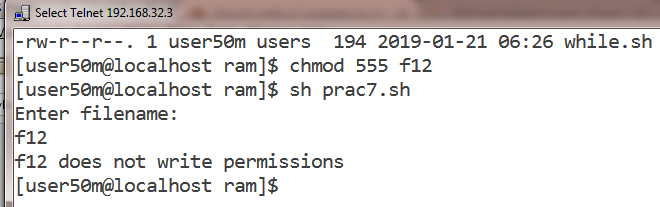 Select Telnet 192.168.32.3
-rw-r--r--. 1 user50m users  194 2019-01-21 06:26 while.sh
[user50m@localhost ram]$ chmod 555 f12
[user50m@localhost ram]$ sh prac7.sh
Enter filename:
f12
f12 does not write permissions
[user50m@localhost ram]$